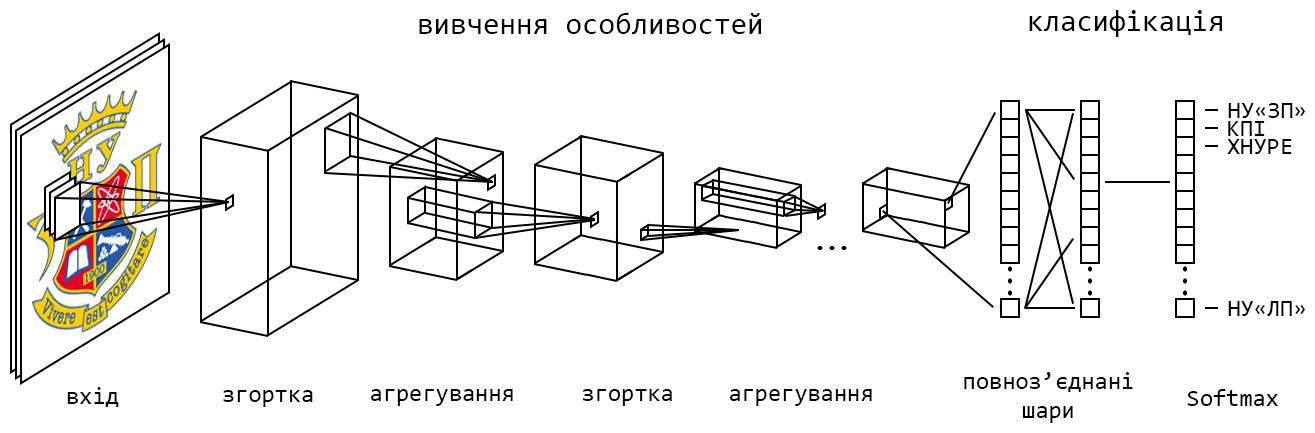 вивчення особливостей
класифікація
НУ
З П
1900
Vivere est cogitare
НУ«ЗП»
КПІ
ХНУРЕ
...
НУ«ЛП»
вхід
згортка
агрегування
згортка
агрегування
повноз’єднані
шари
Softmax